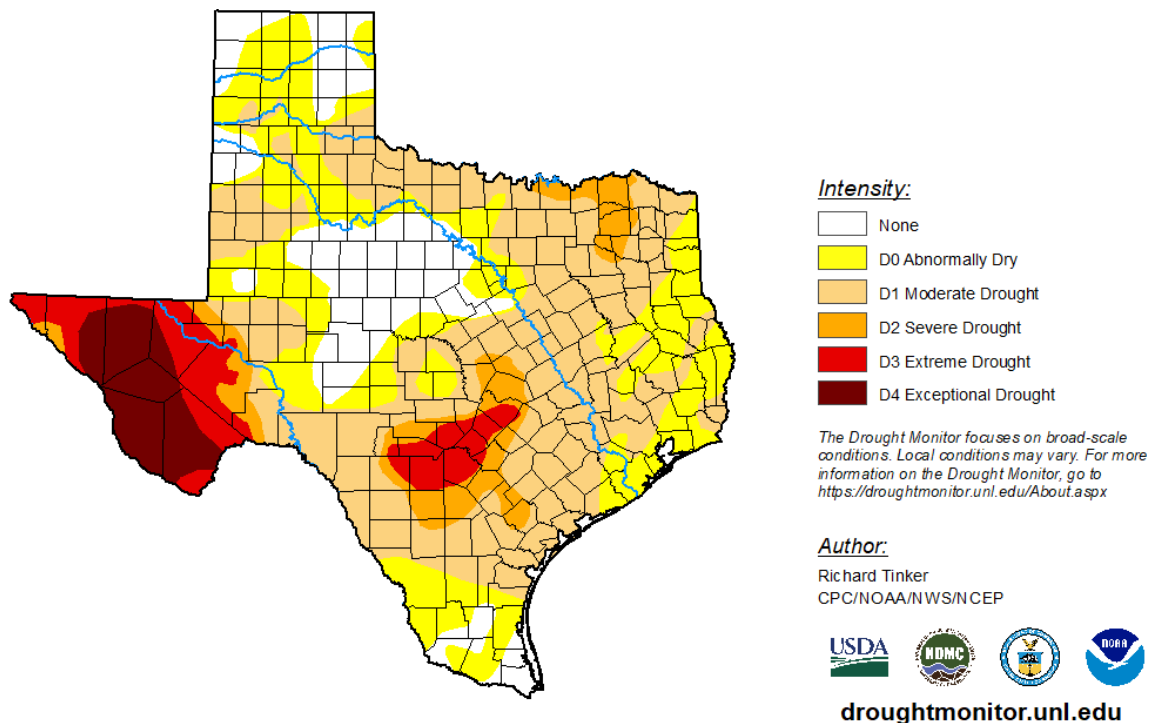 Intensity:
None
D0 Abnormally Dry
D1 Moderate Drought
D2 Severe Drought
D3 Extreme Drought
D4 Exceptional Drought
The Drought Monitor focuses on broad-scale
conditions. Local conditions may vary. For more
information on the Drought Monitor, go to
https://droughtmonitor.unl.edu/About.aspx
Author:
Richard Tinker
CPC/NOAA/NWS/NCEP
USDA
NDMC
NOAA
droughtmonitor.unl.edu